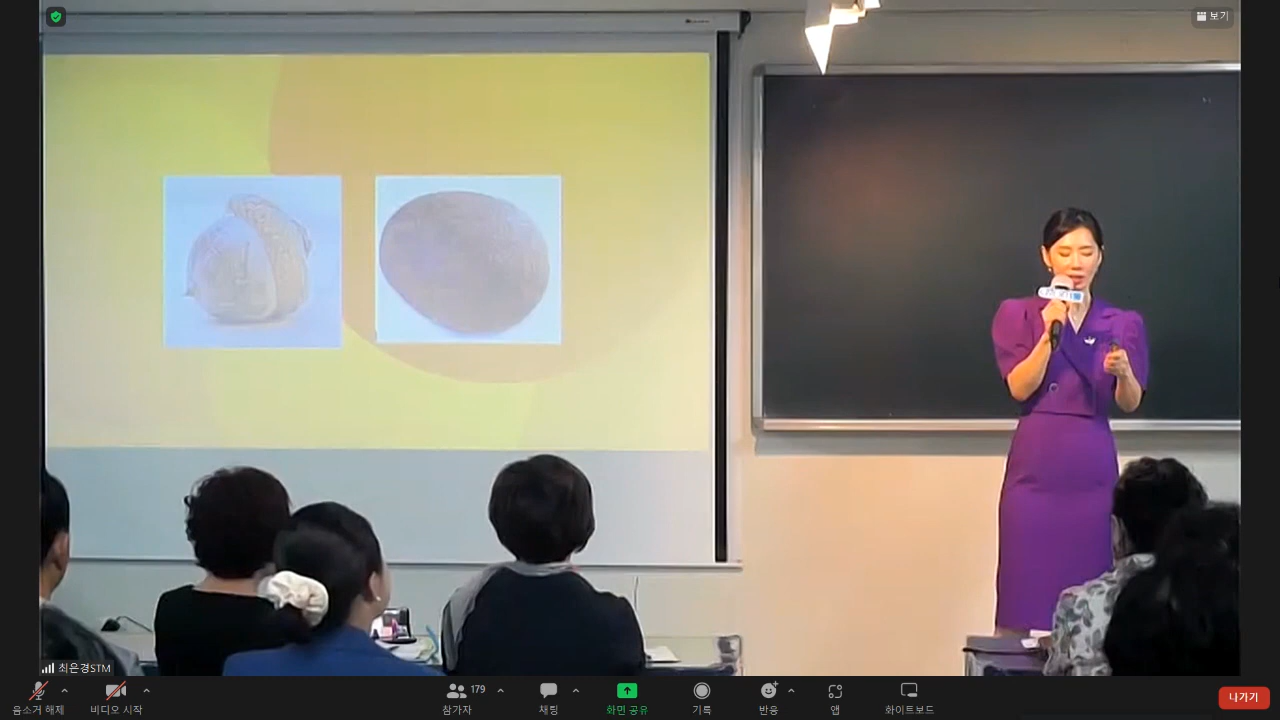 보기
최은경STM
음소거 해제
비디오 시작
참가자
179
채팅
화면 공유
기록
반응
앱
화이트보드
나가기